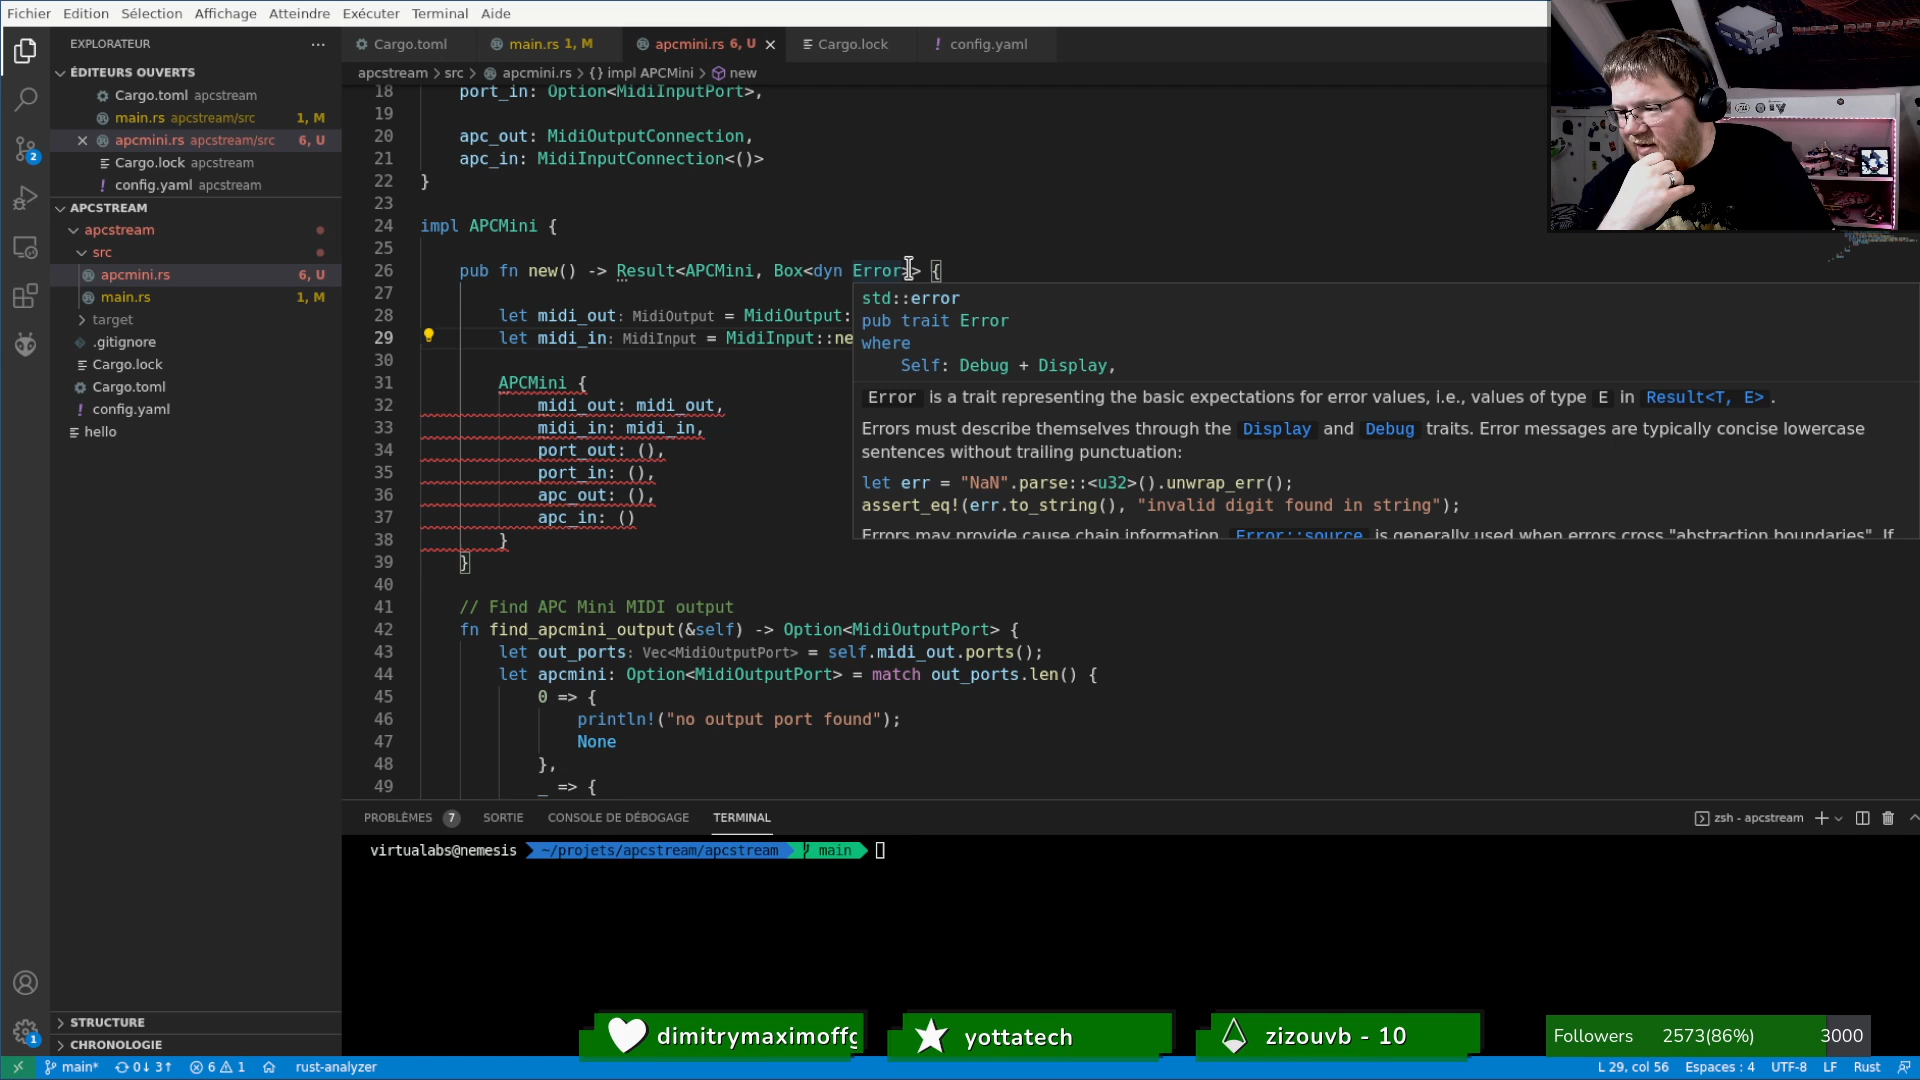 Fichier Edition Sélection Affichage Atteindre Exécuter Terminal Aide
EXPLORATEUR
ÉDITEURS OUVERTS
Cargo.toml apcstream
main.rs apcstream/src 1, M
apcmini.rs apcstream/src 6, U
Cargo.lock apcstream
config.yaml apcstream
APCSTREAM
apcstream
src
apcmini.rs 6, U
main.rs 1, M
target
.gitignore
Cargo.lock
Cargo.toml
config.yaml
hello
STRUCTURE
CHRONOLOGIE
Cargo.toml main.rs 1, M apcmini.rs 6, U Cargo.lock config.yaml
apcstream > src > apcmini.rs > {} impl APCMini > new
18 port_in: Option<MidiInputPort>,
19
20 apc_out: MidiOutputConnection,
21 apc_in: MidiInputConnection<()>
22 }
23
24 impl APCMini {
25
26 pub fn new() -> Result<APCMini, Box<dyn Error>> {
27
28 let midi_out: MidiOutput = MidiOutput:
29 let midi_in: MidiInput = MidiInput::ne
30
31 APCMini {
32 midi_out: midi_out,
33 midi_in: midi_in,
34 port_out: (),
35 port_in: (),
36 apc_out: (),
37 apc_in: ()
38 }
39 }
40
41 // Find APC Mini MIDI output
42 fn find_apcmini_output(&self) -> Option<MidiOutputPort> {
43 let out_ports: Vec<MidiOutputPort> = self.midi_out.ports();
44 let apcmini: Option<MidiOutputPort> = match out_ports.len() {
45 0 => {
46 println!("no output port found");
47 None
48 },
49 _ => {
std::error
pub trait Error
where
Self: Debug + Display,
Error is a trait representing the basic expectations for error values, i.e., values of type E in Result<T, E>.
Errors must describe themselves through the Display and Debug traits. Error messages are typically concise lowercase
sentences without trailing punctuation:
let err = "NaN".parse::<u32>().unwrap_err();
assert_eq!(err.to_string(), "invalid digit found in string");
Errors may provide cause chain information. Error::source is generally used when errors cross "abstraction boundaries". If
PROBLÈMES 7 SORTIE CONSOLE DE DÉBOGAGE TERMINAL
zsh - apcstream
virtualabs@nemesis ~/projets/apcstream/apcstream main
dimitrymaximoff
yottatech
zizouvb - 10
Followers 2573(86%) 3000
2
1
main* 0↓ 3↑ 6 1 rust-analyzer
L 29, col 56 Espaces : 4 UTF-8 LF Rust